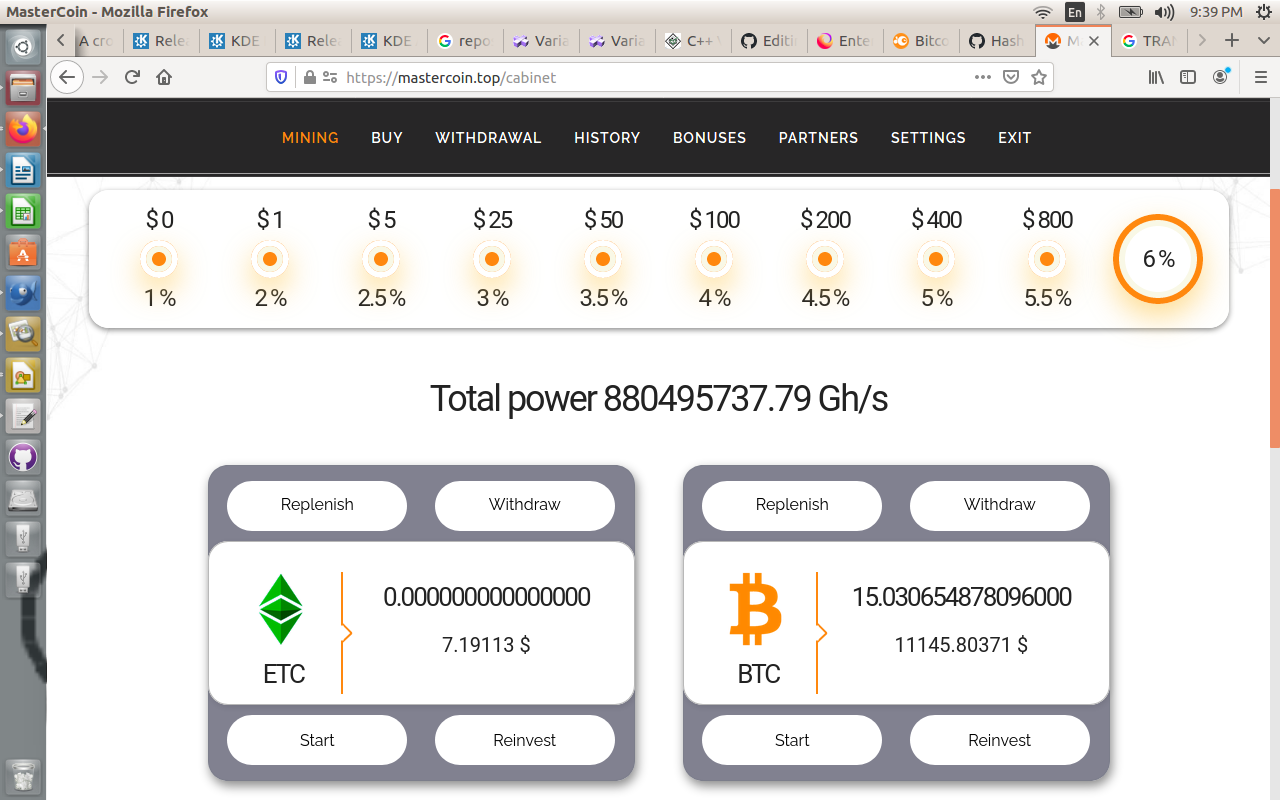 MasterCoin - Mozilla Firefox
En
9:39 PM
A cro
Relea
KDE
Relea
KDE
repo
Varia
Varia
C++
Editi
Ente
Bitco
Hash
M
TRAN
https://mastercoin.top/cabinet
MINING BUY WITHDRAWAL HISTORY BONUSES PARTNERS SETTINGS EXIT
$0 $1 $5 $25 $50 $100 $200 $400 $800
6%
1% 2% 2.5% 3% 3.5% 4% 4.5% 5% 5.5%
Total power 880495737.79 Gh/s
Replenish Withdraw Replenish Withdraw
0.000000000000000 15.030654878096000
7.19113 $ 11145.80371 $
ETC BTC
Start Reinvest Start Reinvest